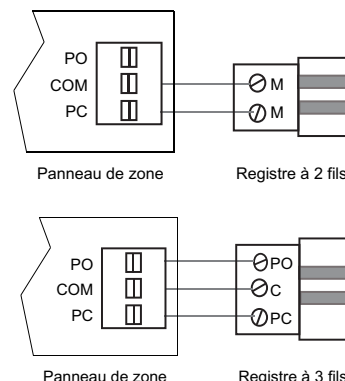 PO
COM M
PC M
Panneau de zone Registre à 2 fils
PO PO
COM C
PC PC
Panneau de zone Registre à 3 fils